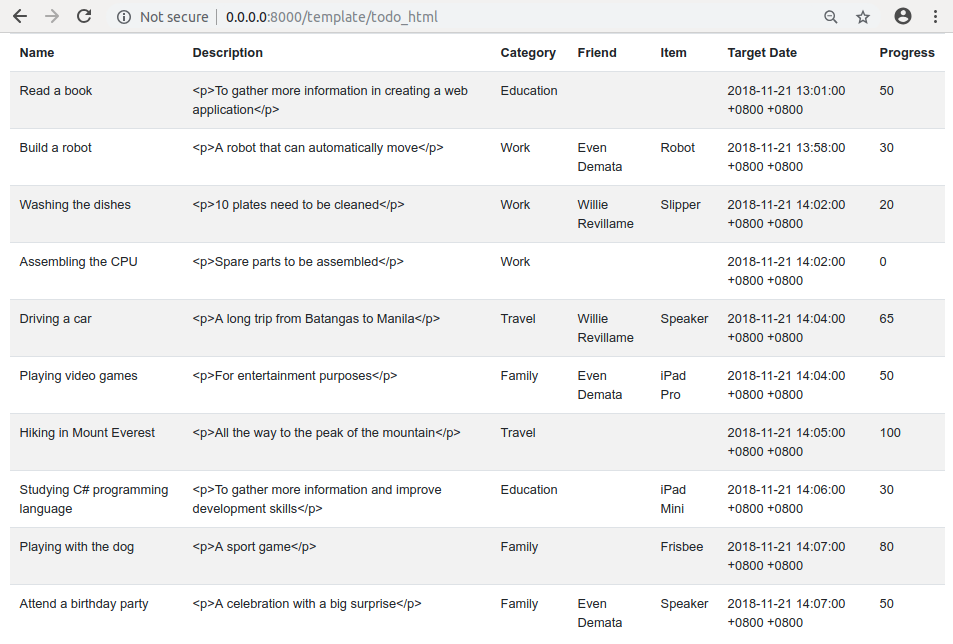 Not secure | 0.0.0.0:8000/template/todo_html
Name Description Category Friend Item Target Date Progress
Read a book <p>To gather more information in creating a web Education 2018-11-21 13:01:00 50
application</p> +0800 +0800
Build a robot <p>A robot that can automatically move</p> Work Even Robot 2018-11-21 13:58:00 30
Demata +0800 +0800
Washing the dishes <p>10 plates need to be cleaned</p> Work Willie Slipper 2018-11-21 14:02:00 20
Revillame +0800 +0800
Assembling the CPU <p>Spare parts to be assembled</p> Work 2018-11-21 14:02:00 0
+0800 +0800
Driving a car <p>A long trip from Batangas to Manila</p> Travel Willie Speaker 2018-11-21 14:04:00 65
Revillame +0800 +0800
Playing video games <p>For entertainment purposes</p> Family Even iPad 2018-11-21 14:04:00 50
Demata Pro +0800 +0800
Hiking in Mount Everest <p>All the way to the peak of the mountain</p> Travel 2018-11-21 14:05:00 100
+0800 +0800
Studying C# programming <p>To gather more information and improve Education iPad 2018-11-21 14:06:00 30
language development skills</p> Mini +0800 +0800
Playing with the dog <p>A sport game</p> Family Frisbee 2018-11-21 14:07:00 80
+0800 +0800
Attend a birthday party <p>A celebration with a big surprise</p> Family Even Speaker 2018-11-21 14:07:00 50
Demata +0800 +0800